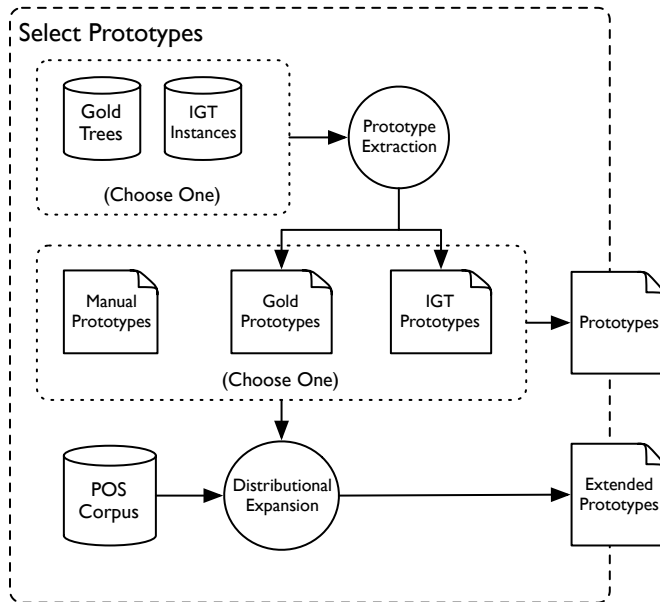 Select Prototypes
Gold
Trees
IGT
Instances
(Choose One)
Prototype
Extraction
Manual
Prototypes
Gold
Prototypes
IGT
Prototypes
(Choose One)
Prototypes
POS
Corpus
Distributional
Expansion
Extended
Prototypes